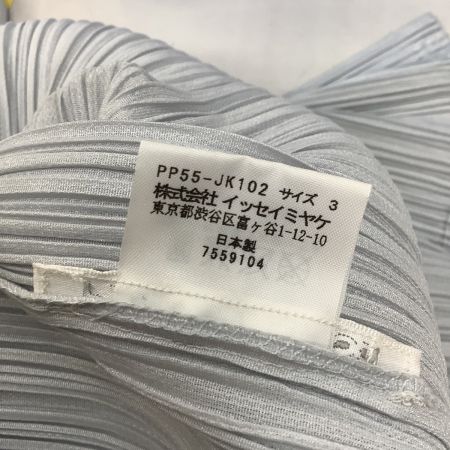 PP55-JK102 サイズ 3
株式会社 イッセイミヤケ
東京都渋谷区富ヶ谷1-12-10
日本製
7559104